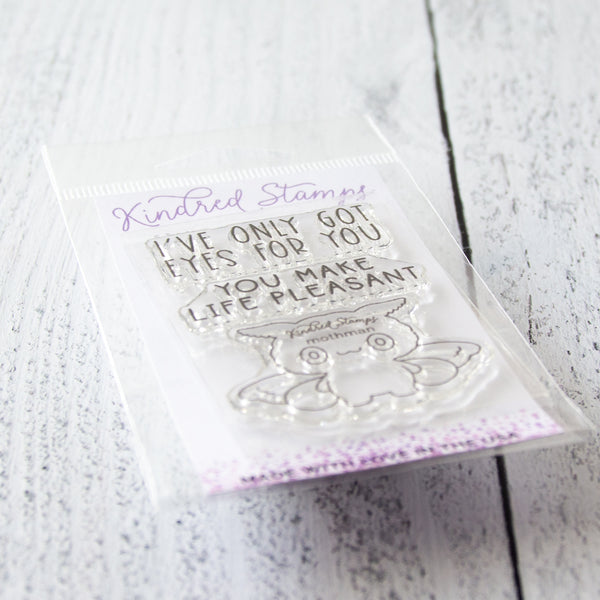 Kindred Stamps
I'VE ONLY GOT
EYES FOR YOU
YOU MAKE
LIFE PLEASANT
Kindred Stamps
mothman
MADE WITH LOVE IN THE USA